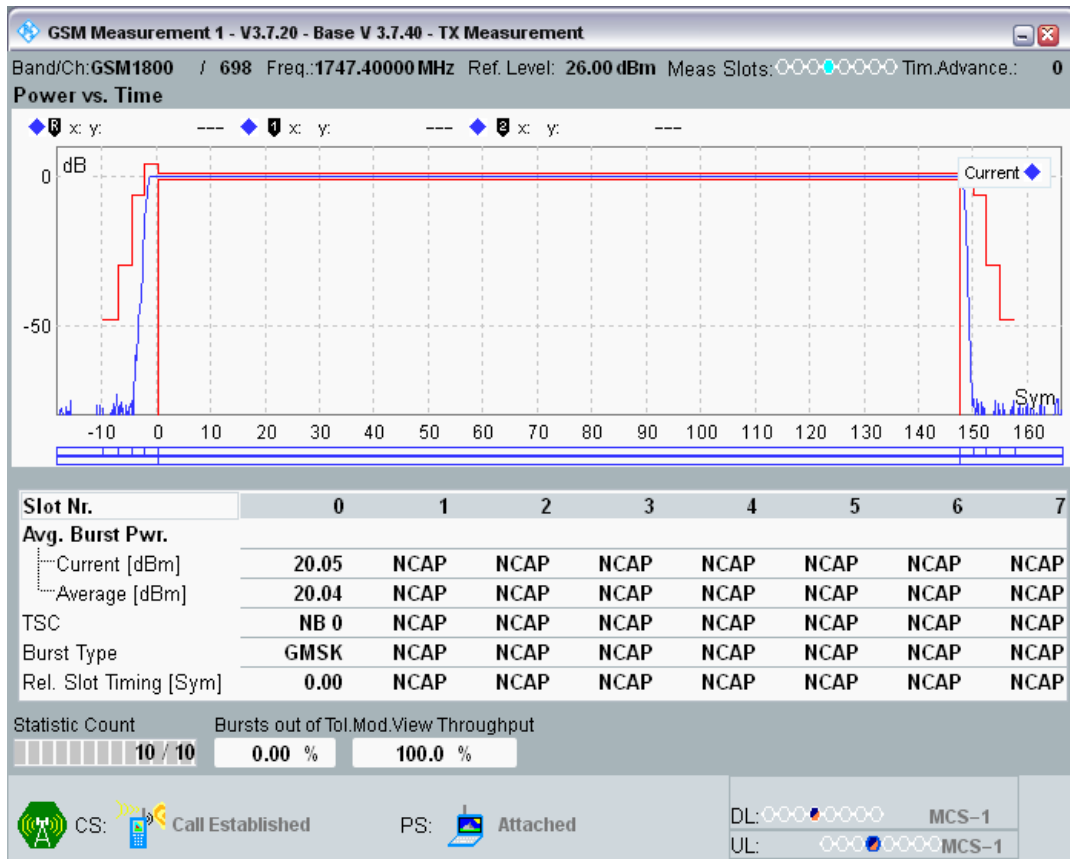 GSM Measurement 1 - V3.7.20 - Base V 3.7.40 - TX Measurement
Band/Ch:GSM1800 / 698 Freq.:1747.40000 MHz Ref. Level: 26.00 dBm Meas Slots: Tim.Advance.: 0
Power vs. Time
R x: y: --- 1 x: y: --- 2 x: y: ---
dB
Current
0
-50
Sym
-10 0 10 20 30 40 50 60 70 80 90 100 110 120 130 140 150 160
Slot Nr. 0 1 2 3 4 5 6 7
Avg. Burst Pwr.
Current [dBm] 20.05 NCAP NCAP NCAP NCAP NCAP NCAP NCAP
Average [dBm] 20.04 NCAP NCAP NCAP NCAP NCAP NCAP NCAP
TSC NB 0 NCAP NCAP NCAP NCAP NCAP NCAP NCAP
Burst Type GMSK NCAP NCAP NCAP NCAP NCAP NCAP NCAP
Rel. Slot Timing [Sym] 0.00 NCAP NCAP NCAP NCAP NCAP NCAP NCAP
Statistic Count Bursts out of Tol.Mod.View Throughput
10 / 10 0.00 % 100.0 %
CS: Call Established PS: Attached
DL: MCS-1
UL: MCS-1